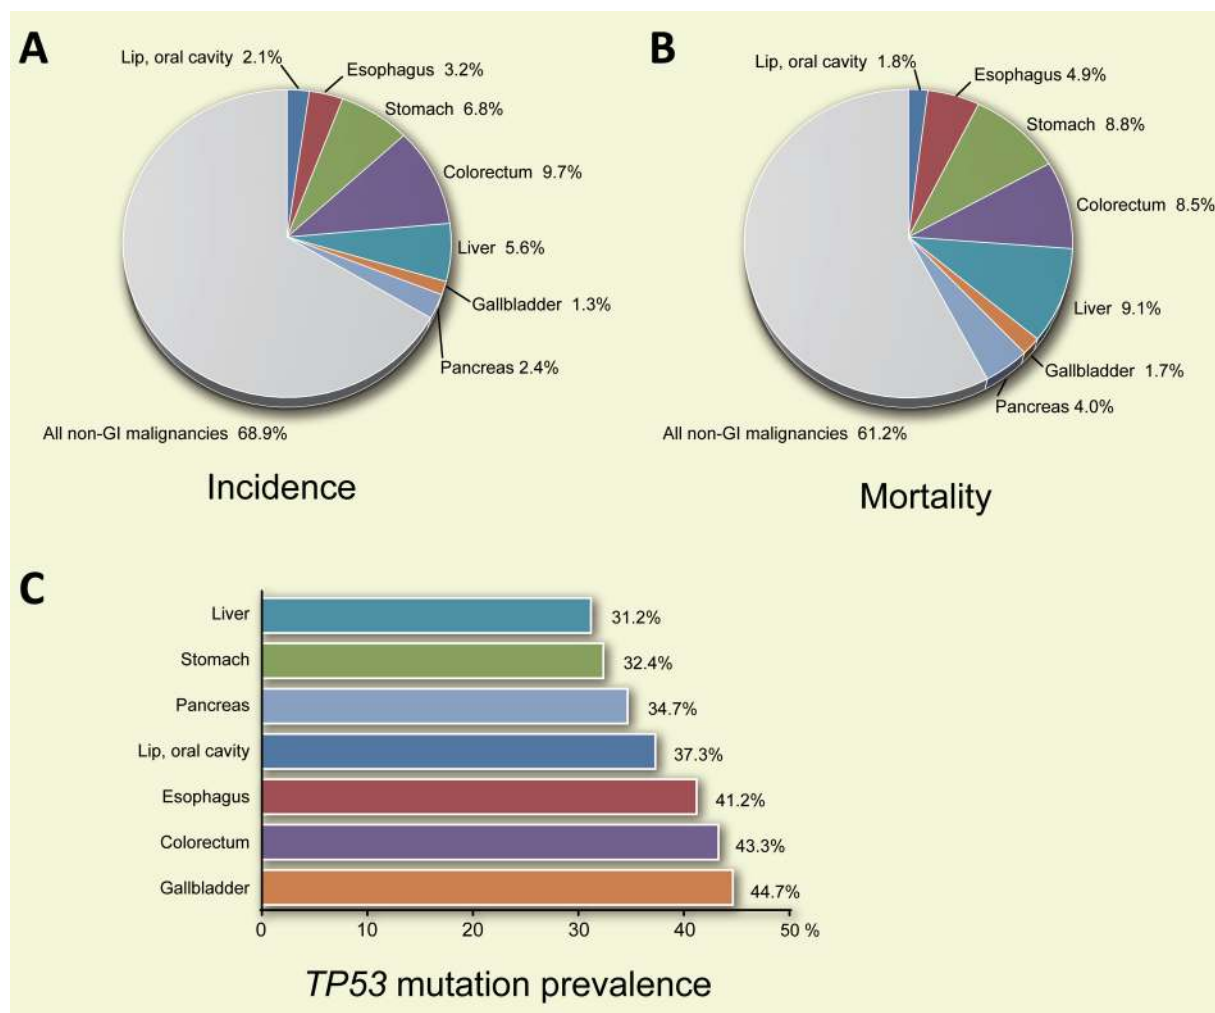 A
Lip, oral cavity 2.1%
Esophagus 3.2%
Stomach 6.8%
Colorectum 9.7%
Liver 5.6%
Gallbladder 1.3%
Pancreas 2.4%
All non-GI malignancies 68.9%
Incidence
B
Lip, oral cavity 1.8%
Esophagus 4.9%
Stomach 8.8%
Colorectum 8.5%
Liver 9.1%
Gallbladder 1.7%
Pancreas 4.0%
All non-GI malignancies 61.2%
Mortality
C
Liver 31.2%
Stomach 32.4%
Pancreas 34.7%
Lip, oral cavity 37.3%
Esophagus 41.2%
Colorectum 43.3%
Gallbladder 44.7%
0 10 20 30 40 50 %
TP53 mutation prevalence